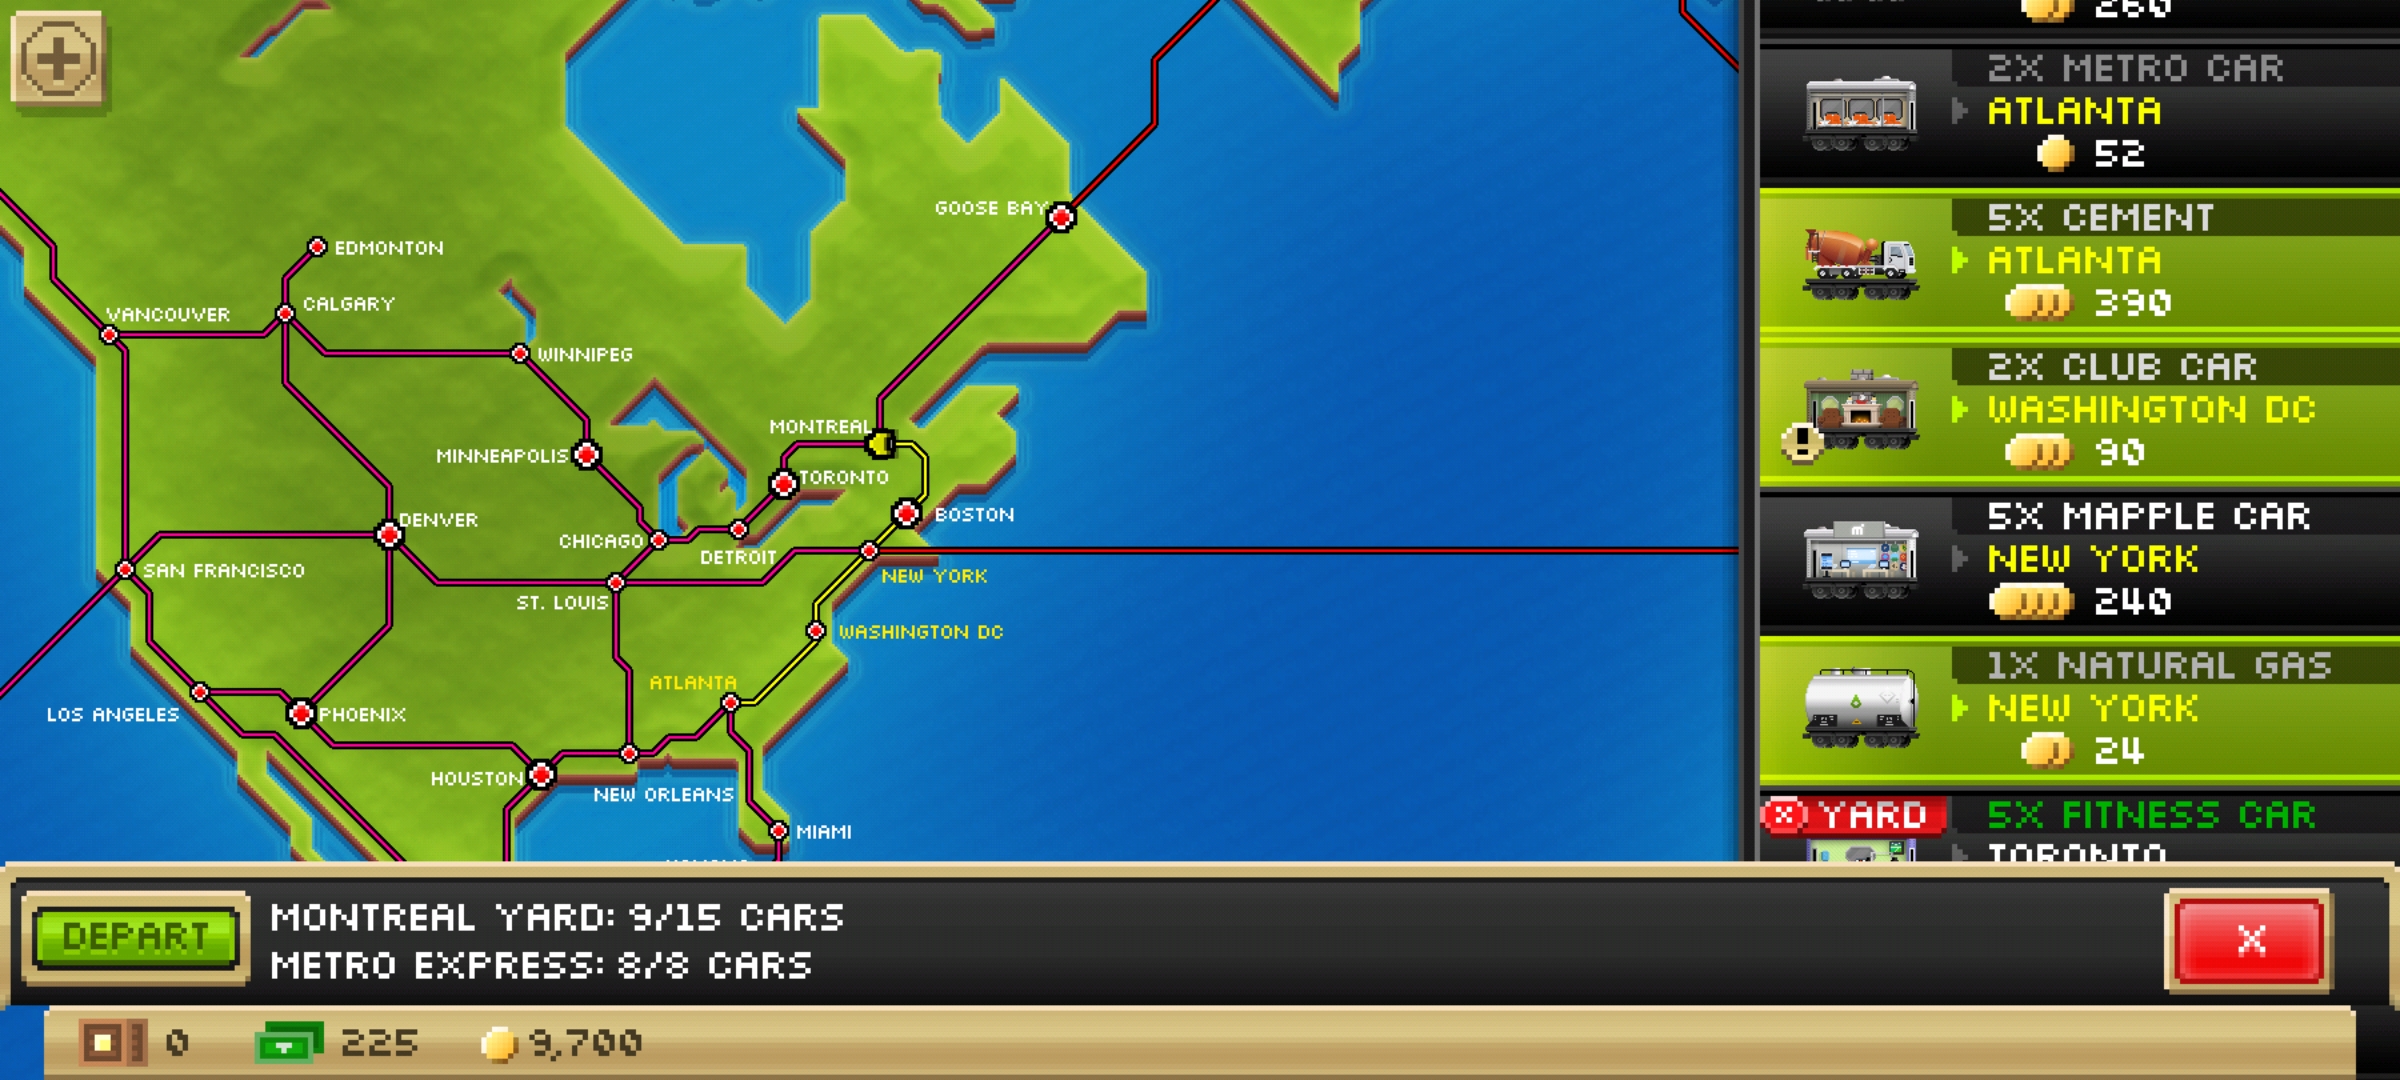 GOOSE BAY
EDMONTON
CALGARY
VANCOUVER
WINNIPEG
MONTREAL
MINNEAPOLIS
TORONTO
DENVER
BOSTON
CHICAGO
DETROIT
SAN FRANCISCO
NEW YORK
ST. LOUIS
WASHINGTON DC
ATLANTA
LOS ANGELES
PHOENIX
HOUSTON
NEW ORLEANS
MIAMI
260
2X METRO CAR
ATLANTA
52
5X CEMENT
ATLANTA
390
2X CLUB CAR
WASHINGTON DC
90
5X MAPPLE CAR
NEW YORK
240
1X NATURAL GAS
NEW YORK
24
YARD
5X FITNESS CAR
TORONTO
DEPART
MONTREAL YARD: 9/15 CARS
METRO EXPRESS: 8/8 CARS
X
0
225
9,700